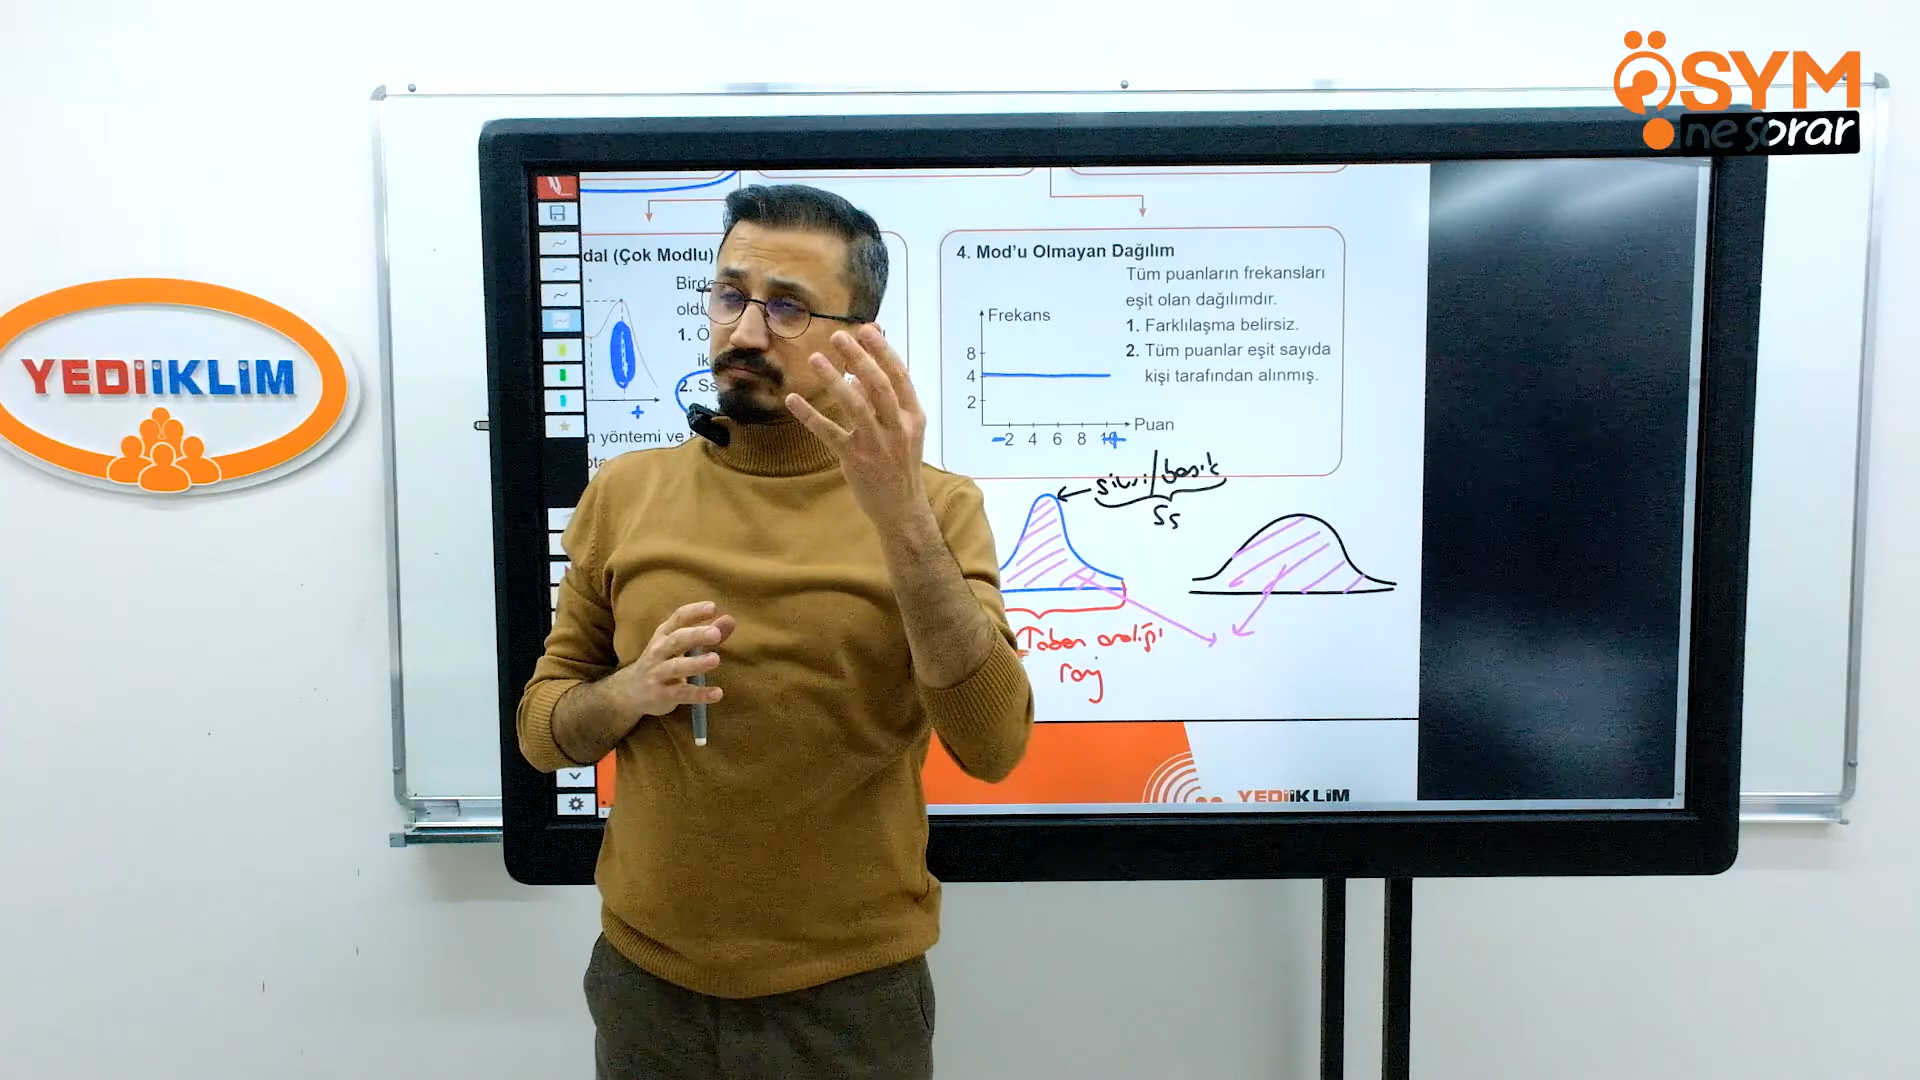 ÖSYM
ne sorar
YEDİİKLİM
dal (Çok Modlu)
oldu
1. Ö
ik
2. Ss
yöntemi ve
4. Mod’u Olmayan Dağılım
Tüm puanların frekansları
eşit olan dağılımdır.
1. Farklılaşma belirsiz.
2. Tüm puanlar eşit sayıda
kişi tarafından alınmış.
Frekans
8
4
2
2 4 6 8 10
Puan
sivri/basık
Ss
Taban aralığı
ranj
YEDİİKLİM